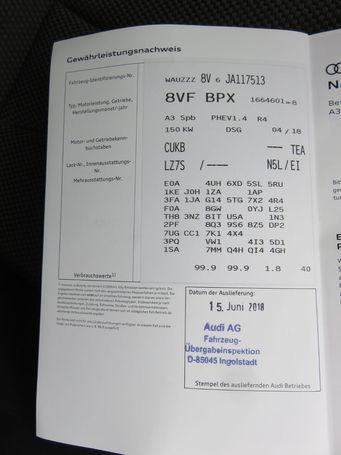 Gewährleistungsnachweis
Fahrzeug-Identifizierungs-Nr.
WAUZZZ 8V 6 JA117513
8VF BPX 1664601=8
Typ/Motorleistung, Getriebe,
Herstellungsmonat/-jahr
A3 Spb PHEV1.4 R4
150 KW DSG 04/18
Motor- und Getriebekenn-
buchstaben
CUKB --- TEA
Lack-Nr., Innenausstattungs-
Nr.
LZ7S /---- N5L/EI
Mehrausstattungs-Nr.
E0A 4UH 6XD 5SL 5RU
1KE J0H 1ZA 1AP
3FA 1JA G14 5TG 7X2 4R4
F0A 8GW 0YJ L25
TH8 3NZ 8IT U5A 1N3
2PF 8Q3 9S6 8Z5 DP2
7UG CC1 7K1 4X4
3PQ VW1 4I3 5D1
1SA 7MM Q4H QI4 4GH
Verbrauchswerte
99.9 99.9 1.8 40
Datum der Auslieferung:
15. Juni 2018
Audi AG
Fahrzeug-
Übergabeinspektion
D-85045 Ingolstadt
Stempel des ausliefernden Audi Betriebes